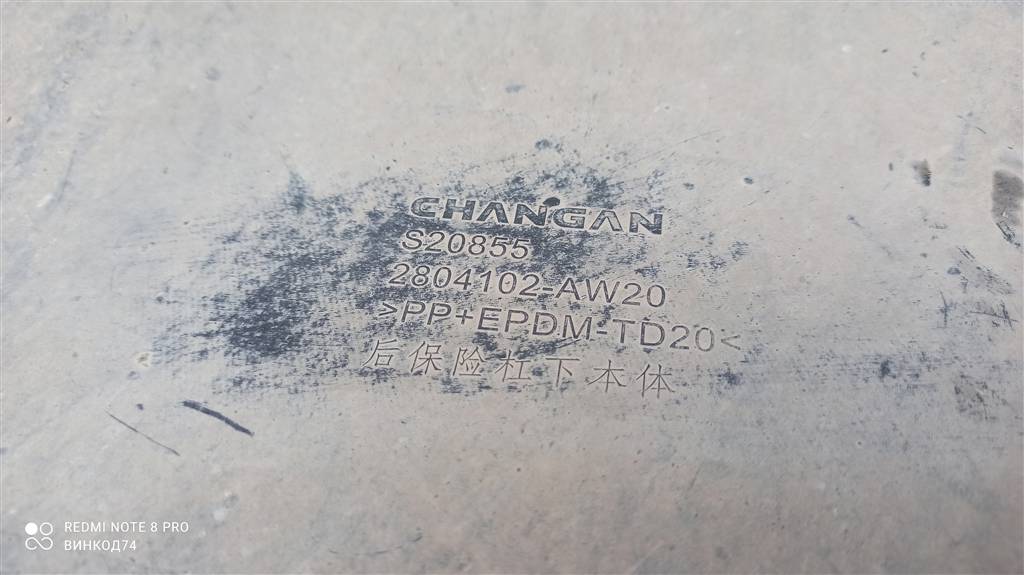 CHANGAN
S20855
2804102-AW20
>PP+EPDM-TD20<
后保险杠下本体
REDMI NOTE 8 PRO
ВИНКОД74